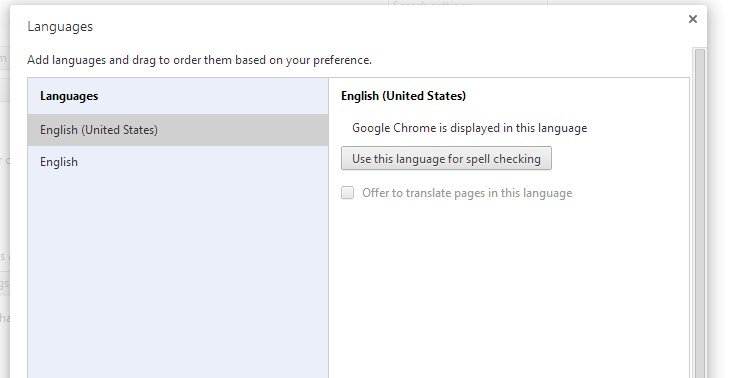 Languages
Add languages and drag to order them based on your preference.
Languages
English (United States)
English
English (United States)
Google Chrome is displayed in this language
Use this language for spell checking
Offer to translate pages in this language